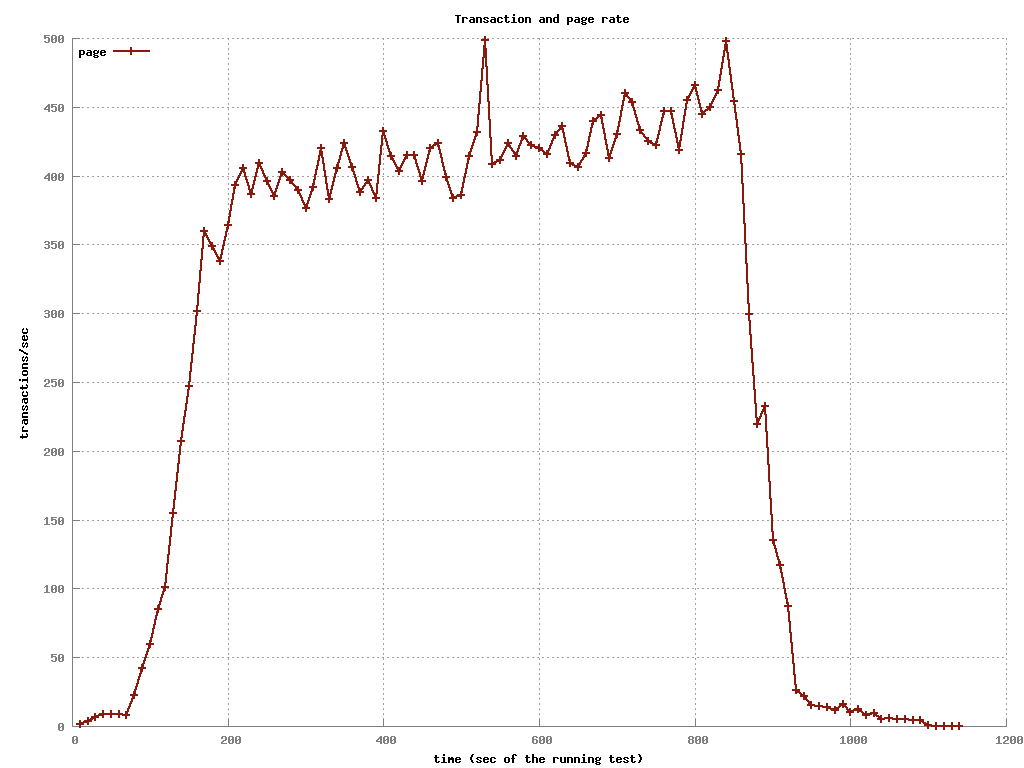 Transaction and page rate
page
500
450
400
350
300
250
200
150
100
50
0
transactions/sec
0 200 400 600 800 1000 1200
time (sec of the running test)